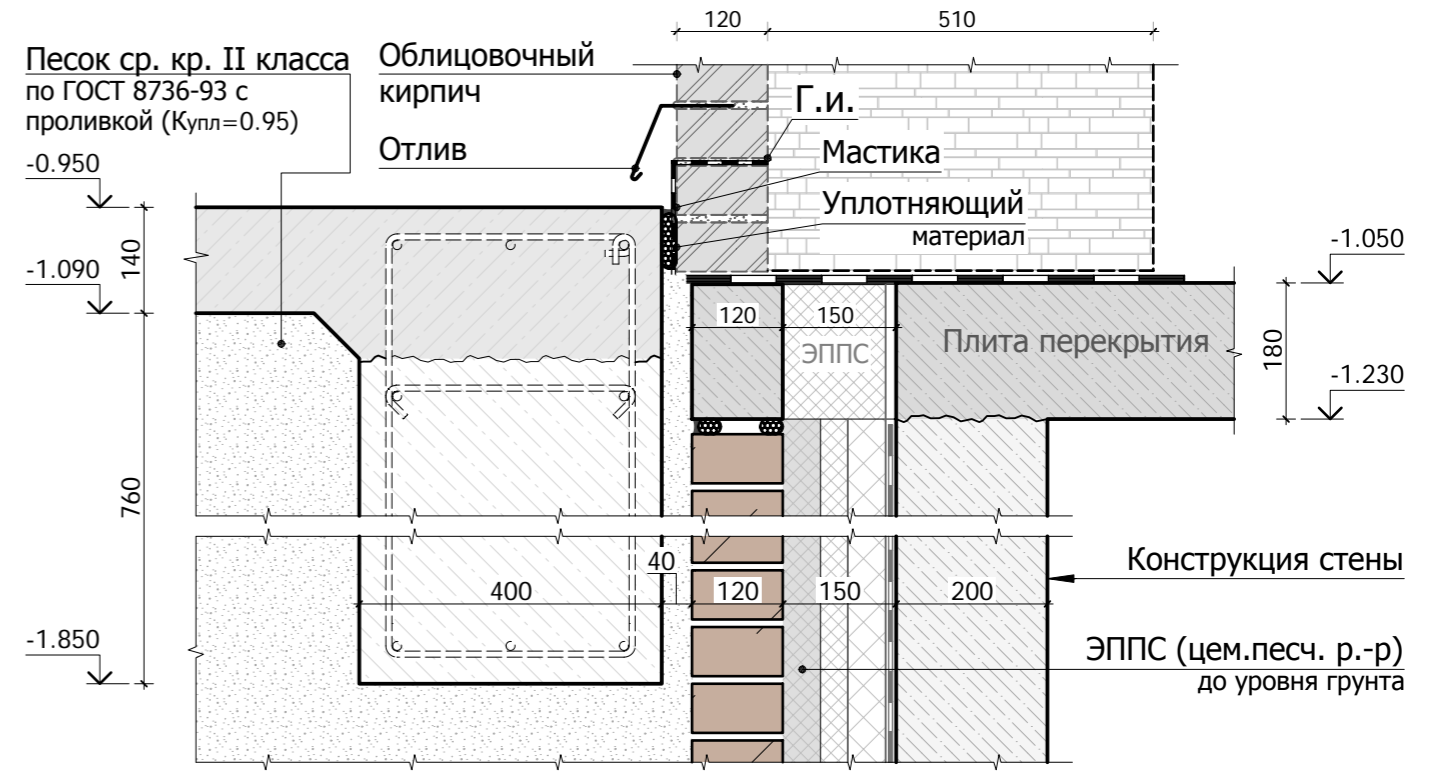 120
510
Песок ср. кр. II класса
по ГОСТ 8736-93 с
проливкой (Kупл=0.95)
Облицовочный
кирпич
Отлив
Г.и.
Мастика
Уплотняющий
материал
-0.950
140
-1.090
-1.050
120
150
ЭППС
Плита перекрытия
180
-1.230
760
40
400
120
150
200
Конструкция стены
-1.850
ЭППС (цем.песч. р.-р)
до уровня грунта